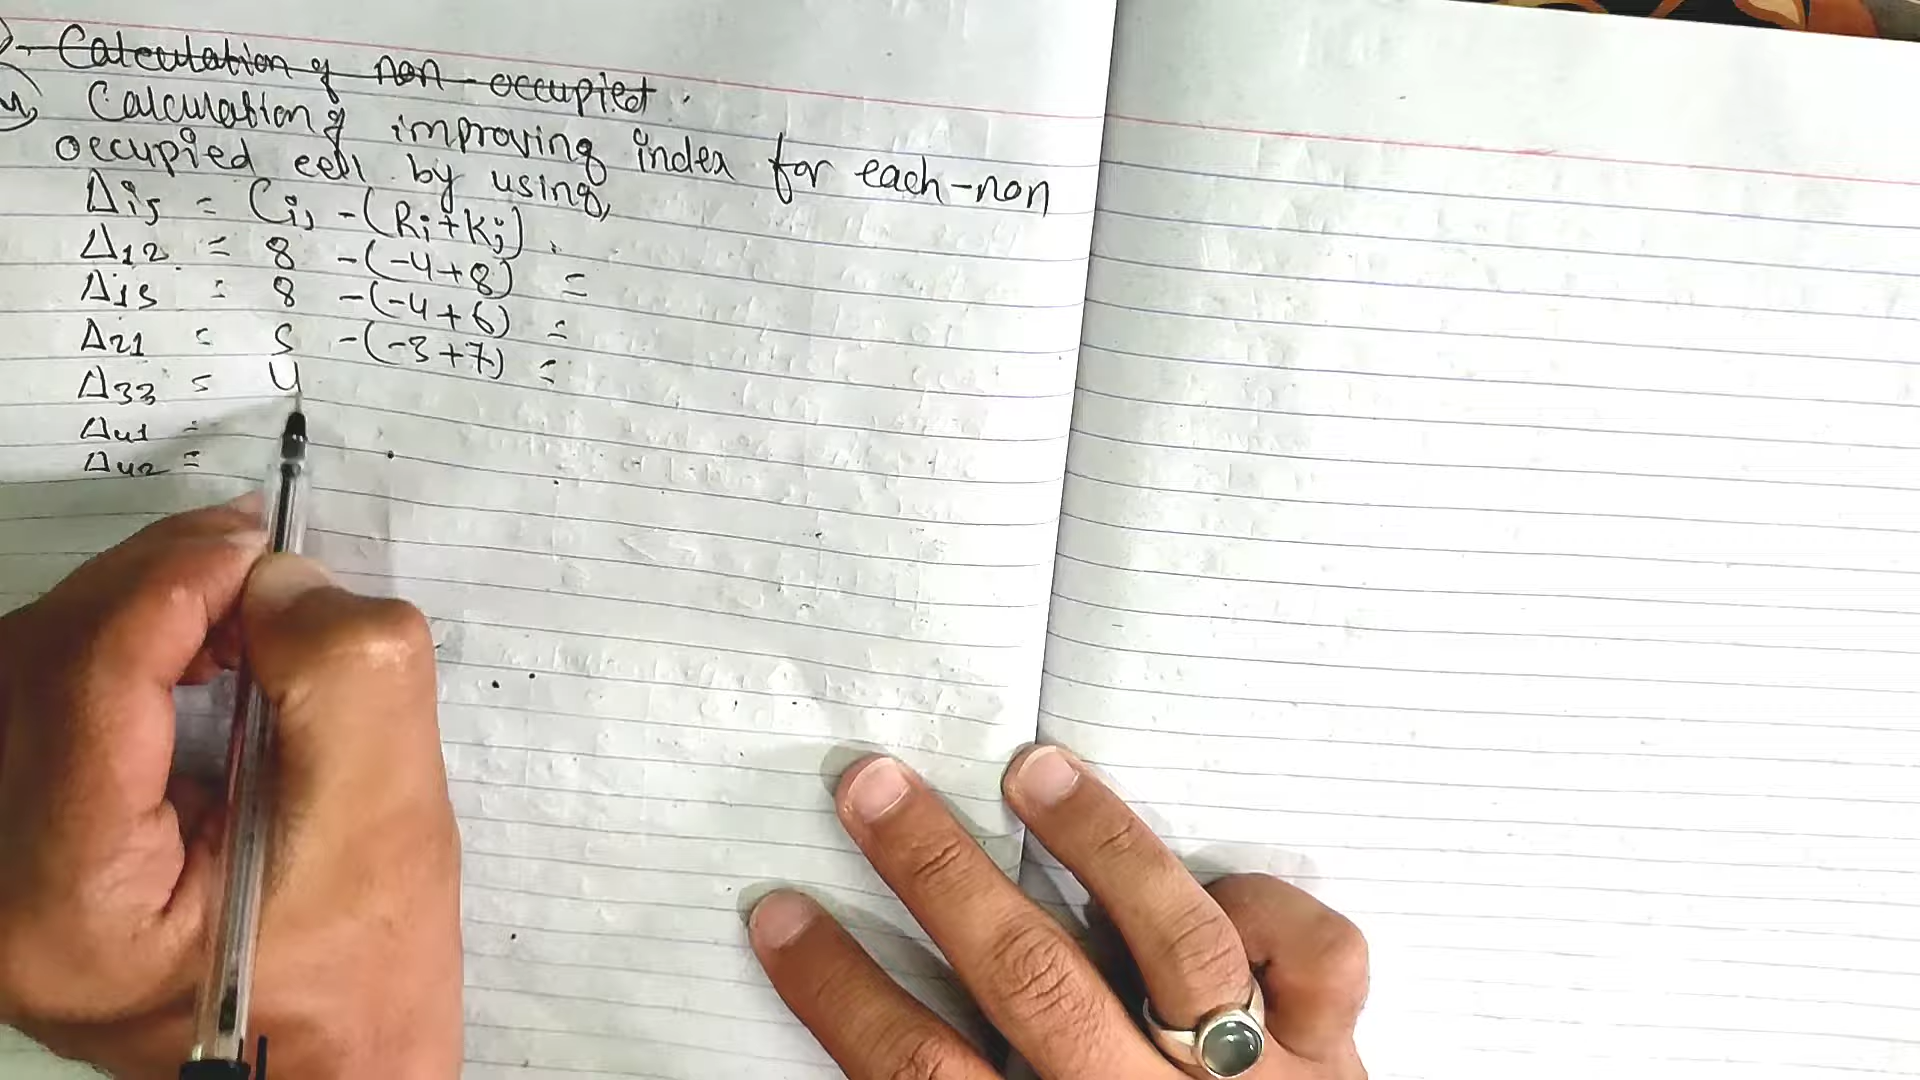 Calculation of non-occupied.
Calculation of improving index for each-non
occupied cell by using,
Δij = Cij - (Ri+Kj).
Δ12 = 8 -(-4+8) =
Δ13 = 8 -(-4+6) =
Δ21 = 5 -(-3+7) =
Δ33 = 4
Δ41 =
Δ42 =